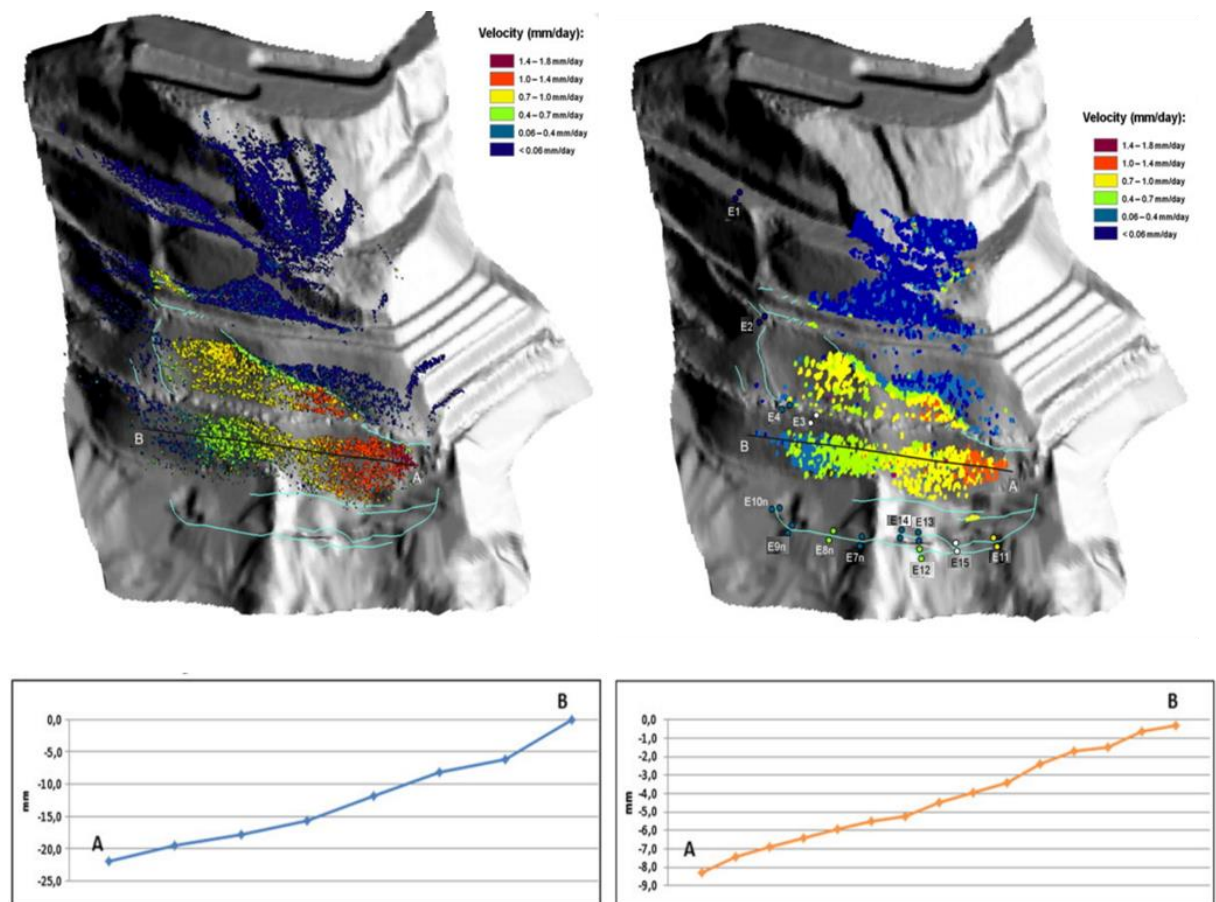 Velocity (mm/day):
1.4 – 1.8 mm/day
1.0 – 1.4 mm/day
0.7 – 1.0 mm/day
0.4 – 0.7 mm/day
0.06 – 0.4 mm/day
< 0.06 mm/day
B
A
Velocity (mm/day):
1.4 – 1.8 mm/day
1.0 – 1.4 mm/day
0.7 – 1.0 mm/day
0.4 – 0.7 mm/day
0.06 – 0.4 mm/day
< 0.06 mm/day
E1
E2
E4
E3
B
A
E10n
E14
E13
E9n
E8n
E7n
E12
E15
E11
B
0,0
-5,0
-10,0
-15,0
-20,0
-25,0
mm
A
B
0,0
-1,0
-2,0
-3,0
-4,0
-5,0
-6,0
-7,0
-8,0
-9,0
mm
A